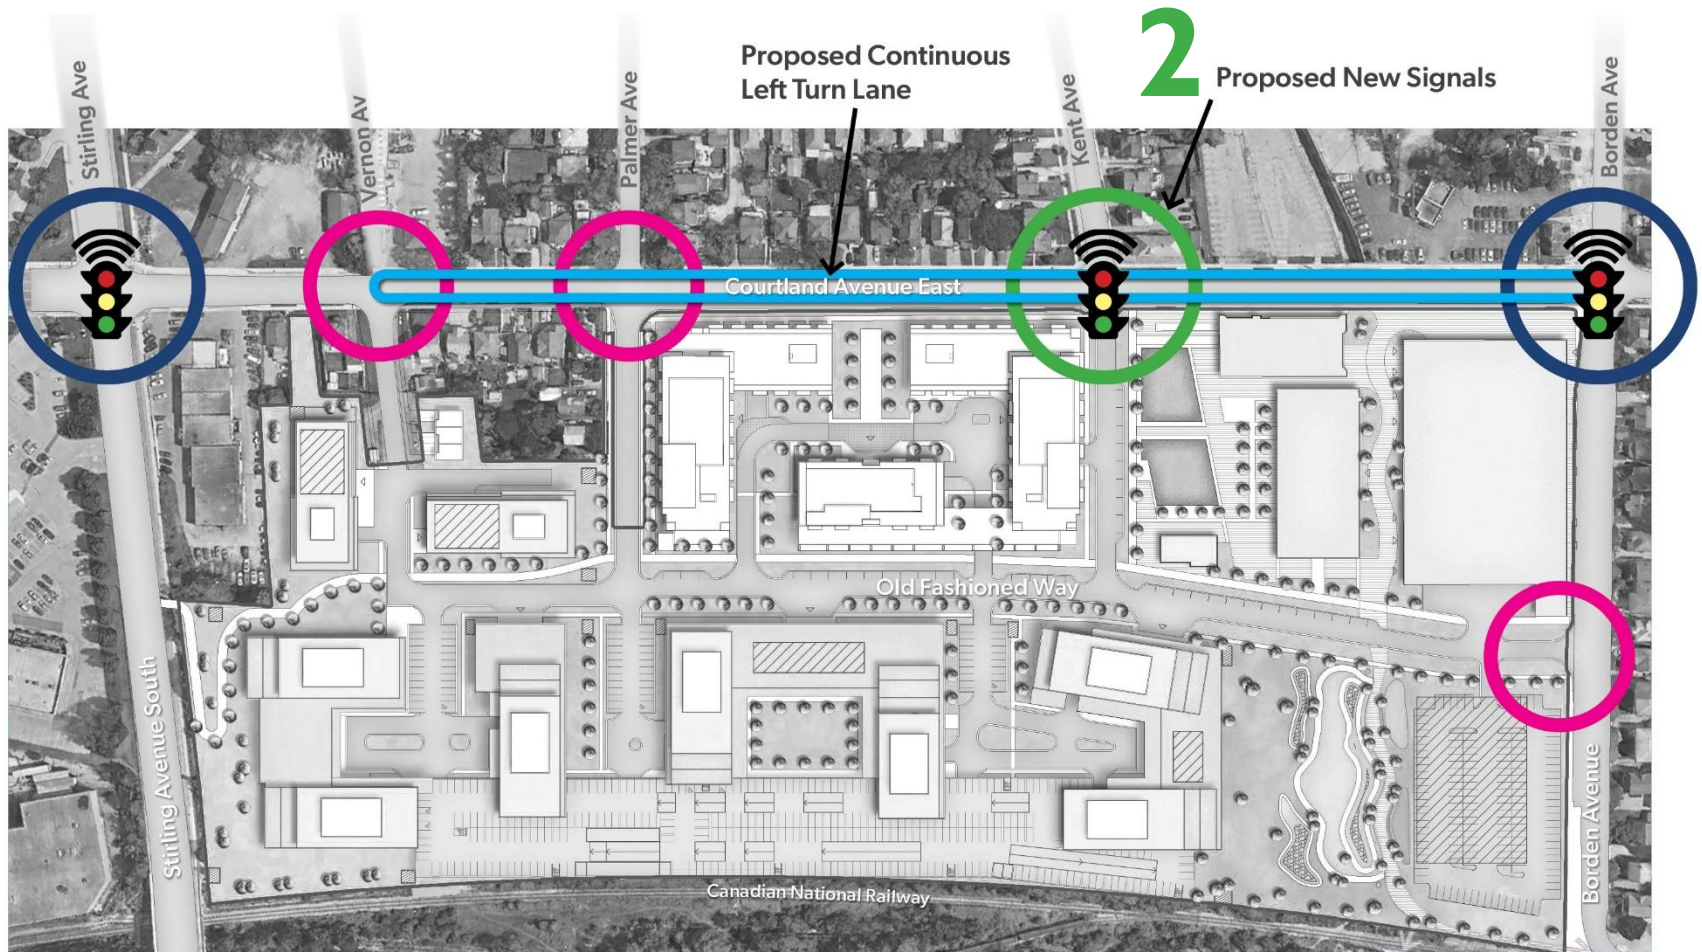 Stirling Ave
Vernon Av
Palmer Ave
Proposed Continuous
Left Turn Lane
Kent Ave
2
Proposed New Signals
Borden Ave
Courtland Avenue East
Old Fashioned Way
Stirling Avenue South
Borden Avenue
Canadian National Railway